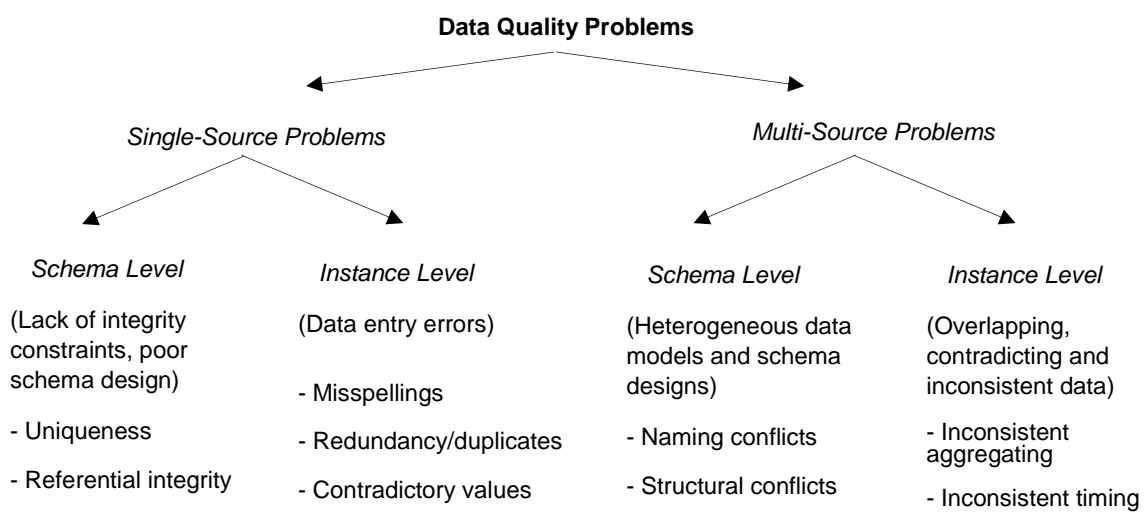 Data Quality Problems
Single-Source Problems
Multi-Source Problems
Schema Level
(Lack of integrity
constraints, poor
schema design)
- Uniqueness
- Referential integrity
Instance Level
(Data entry errors)
- Misspellings
- Redundancy/duplicates
- Contradictory values
Schema Level
(Heterogeneous data
models and schema
designs)
- Naming conflicts
- Structural conflicts
Instance Level
(Overlapping,
contradicting and
inconsistent data)
- Inconsistent
aggregating
- Inconsistent timing